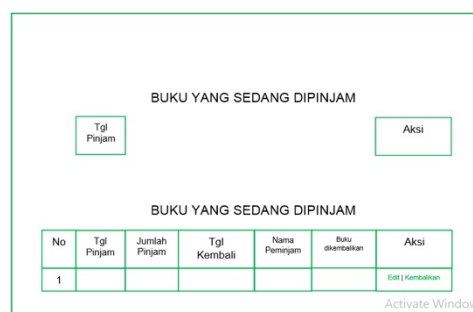 BUKU YANG SEDANG DIPINJAM
Tgl
Pinjam
Aksi
BUKU YANG SEDANG DIPINJAM
No
Tgl
Pinjam
Jumlah
Pinjam
Tgl
Kembali
Nama
Peminjam
Buku
dikembalikan
Aksi
1
Edit | Kembalikan
Activate Window